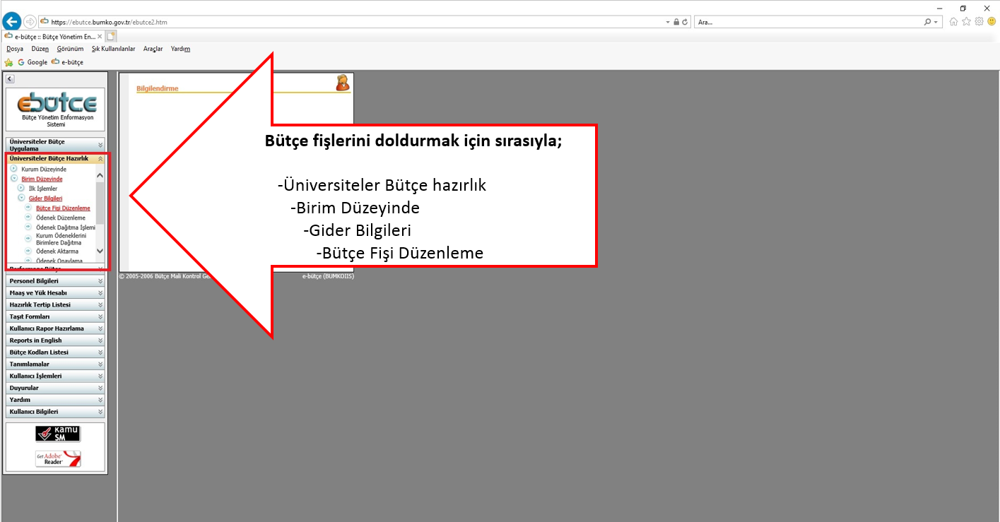 https://ebutce.bumko.gov.tr/ebutce2.htm
Ara...
e-bütçe :: Bütçe Yönetim En...
Dosya Düzen Görünüm Sık Kullanılanlar Araçlar Yardım
Google e-bütçe
ebütce
Bütçe Yönetim Enformasyon
Sistemi
Üniversiteler Bütçe
Uygulama
Üniversiteler Bütçe Hazırlık
Kurum Düzeyinde
Birim Düzeyinde
İlk İşlemler
Gider Bilgileri
Bütçe Fişi Düzenleme
Ödenek Düzenleme
Ödenek Dağıtma İşlemi
Kurum Ödeneklerini
Birimlere Dağıtma
Ödenek Aktarma
Ödenek Onaylama
Performans Bütçe
Personel Bilgileri
Maaş ve Yük Hesabı
Hazırlık Tertip Listesi
Taşıt Formları
Kullanıcı Rapor Hazırlama
Reports in English
Bütçe Kodları Listesi
Tanımlamalar
Kullanıcı İşlemleri
Duyurular
Yardım
Kullanıcı Bilgileri
KAMU
SM
Get Adobe
Reader
Bilgilendirme
Bütçe fişlerini doldurmak için sırasıyla;
-Üniversiteler Bütçe hazırlık
-Birim Düzeyinde
-Gider Bilgileri
-Bütçe Fişi Düzenleme
© 2005-2006 Bütçe Mali Kontrol Ge
e-bütçe (BUMKOIIS)